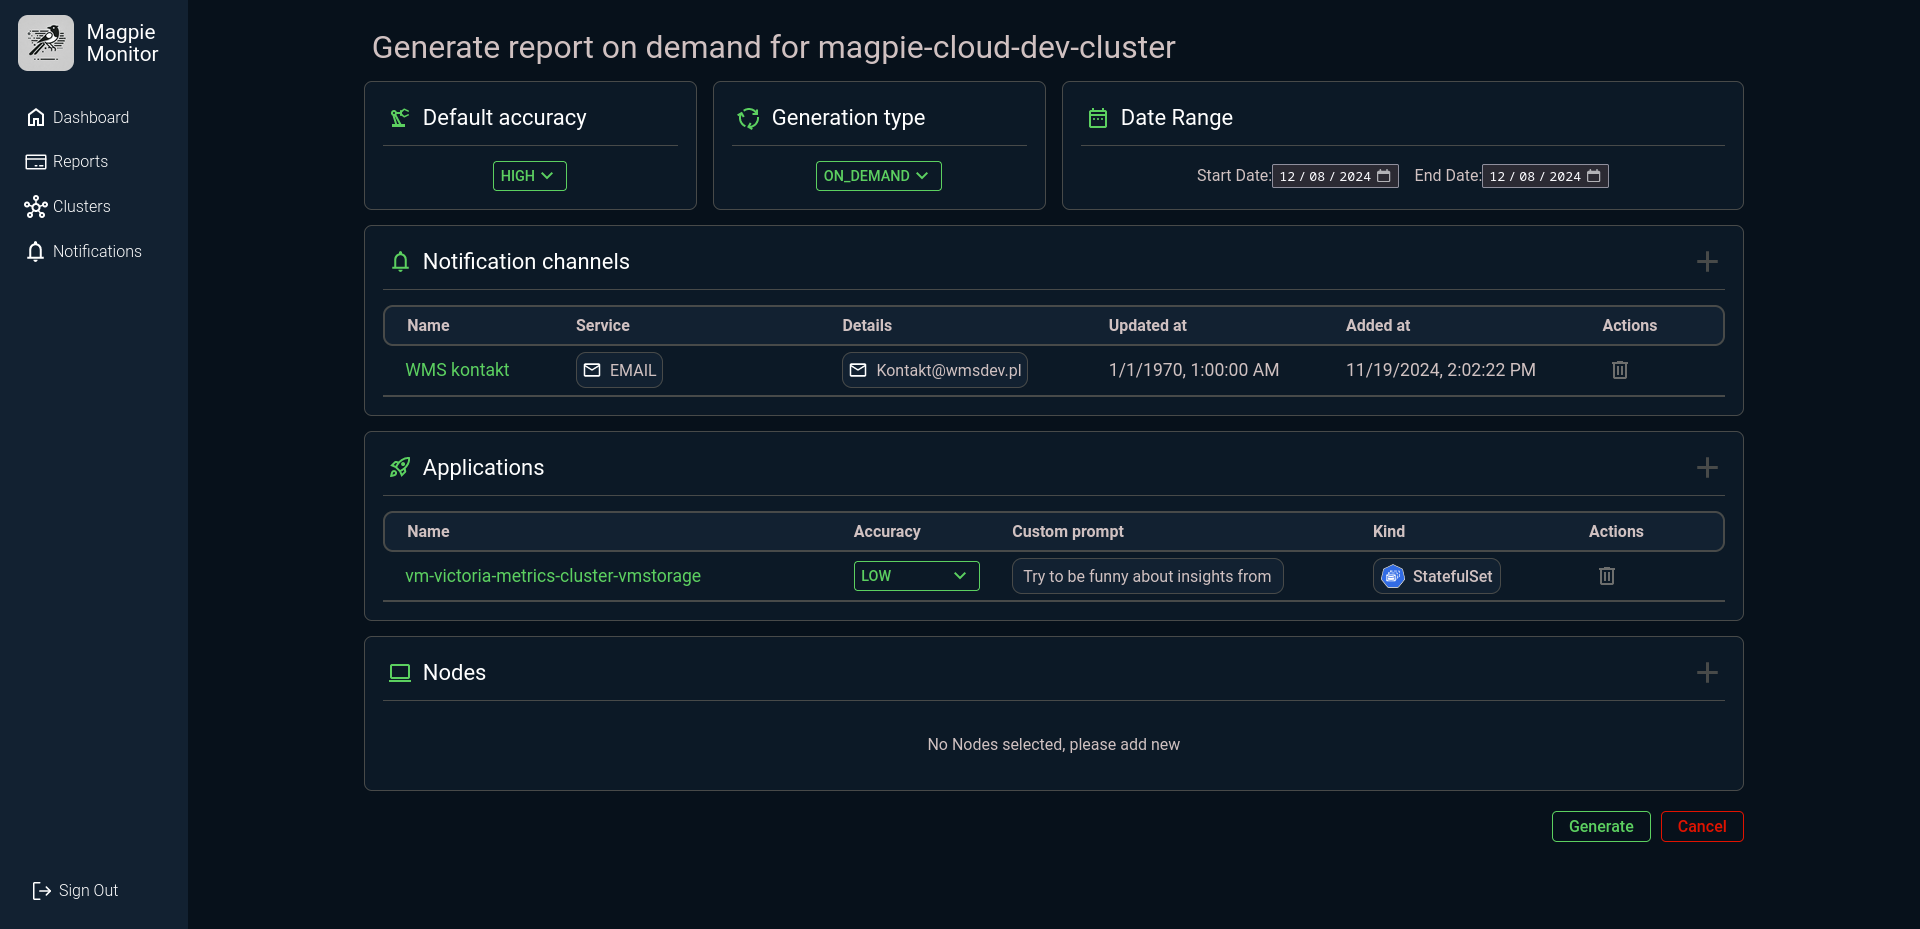 Magpie
Monitor
Dashboard
Reports
Clusters
Notifications
Sign Out
Generate report on demand for magpie-cloud-dev-cluster
Default accuracy
HIGH
Generation type
ON_DEMAND
Date Range
Start Date: 12 / 08 / 2024 End Date: 12 / 08 / 2024
Notification channels
Name Service Details Updated at Added at Actions
WMS kontakt EMAIL Kontakt@wmsdev.pl 1/1/1970, 1:00:00 AM 11/19/2024, 2:02:22 PM
Applications
Name Accuracy Custom prompt Kind Actions
vm-victoria-metrics-cluster-vmstorage LOW Try to be funny about insights from StatefulSet
Nodes
No Nodes selected, please add new
Generate Cancel